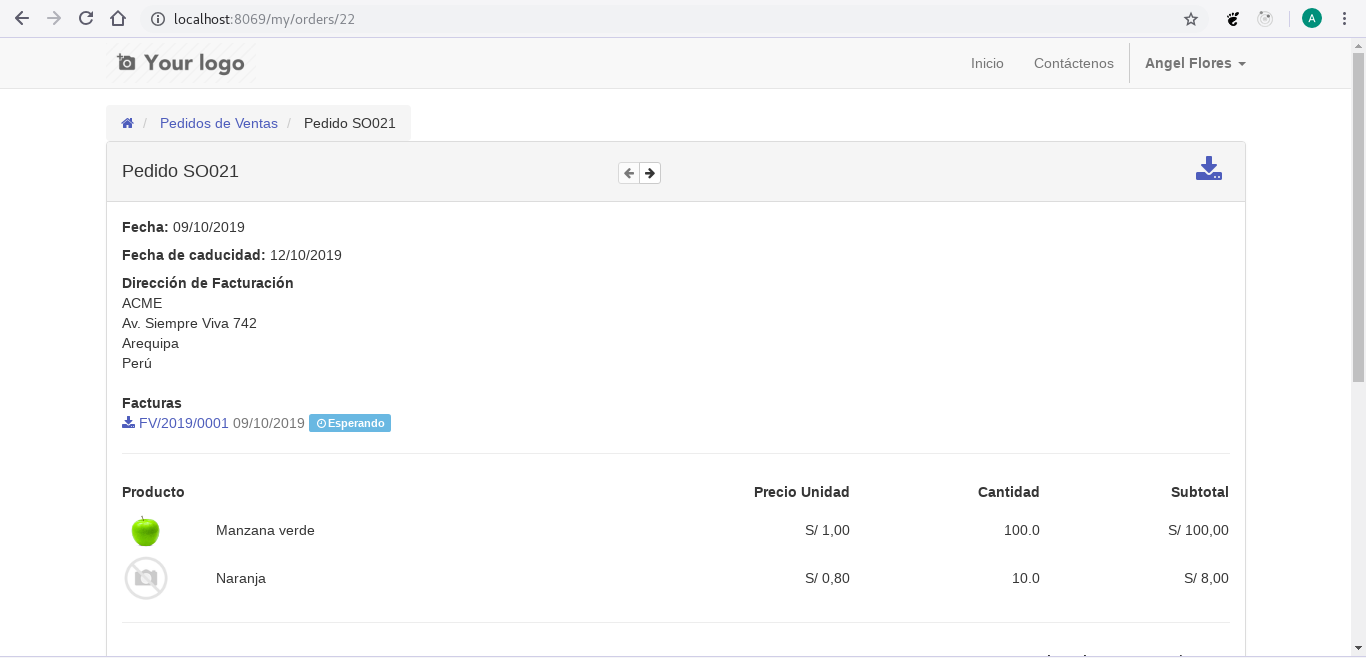 localhost:8069/my/orders/22
A
Your logo
Inicio
Contáctenos
Angel Flores
/ Pedidos de Ventas / Pedido SO021
Pedido SO021
Fecha: 09/10/2019
Fecha de caducidad: 12/10/2019
Dirección de Facturación
ACME
Av. Siempre Viva 742
Arequipa
Perú
Facturas
FV/2019/0001 09/10/2019 Esperando
Producto Precio Unidad Cantidad Subtotal
Manzana verde S/ 1,00 100.0 S/ 100,00
Naranja S/ 0,80 10.0 S/ 8,00